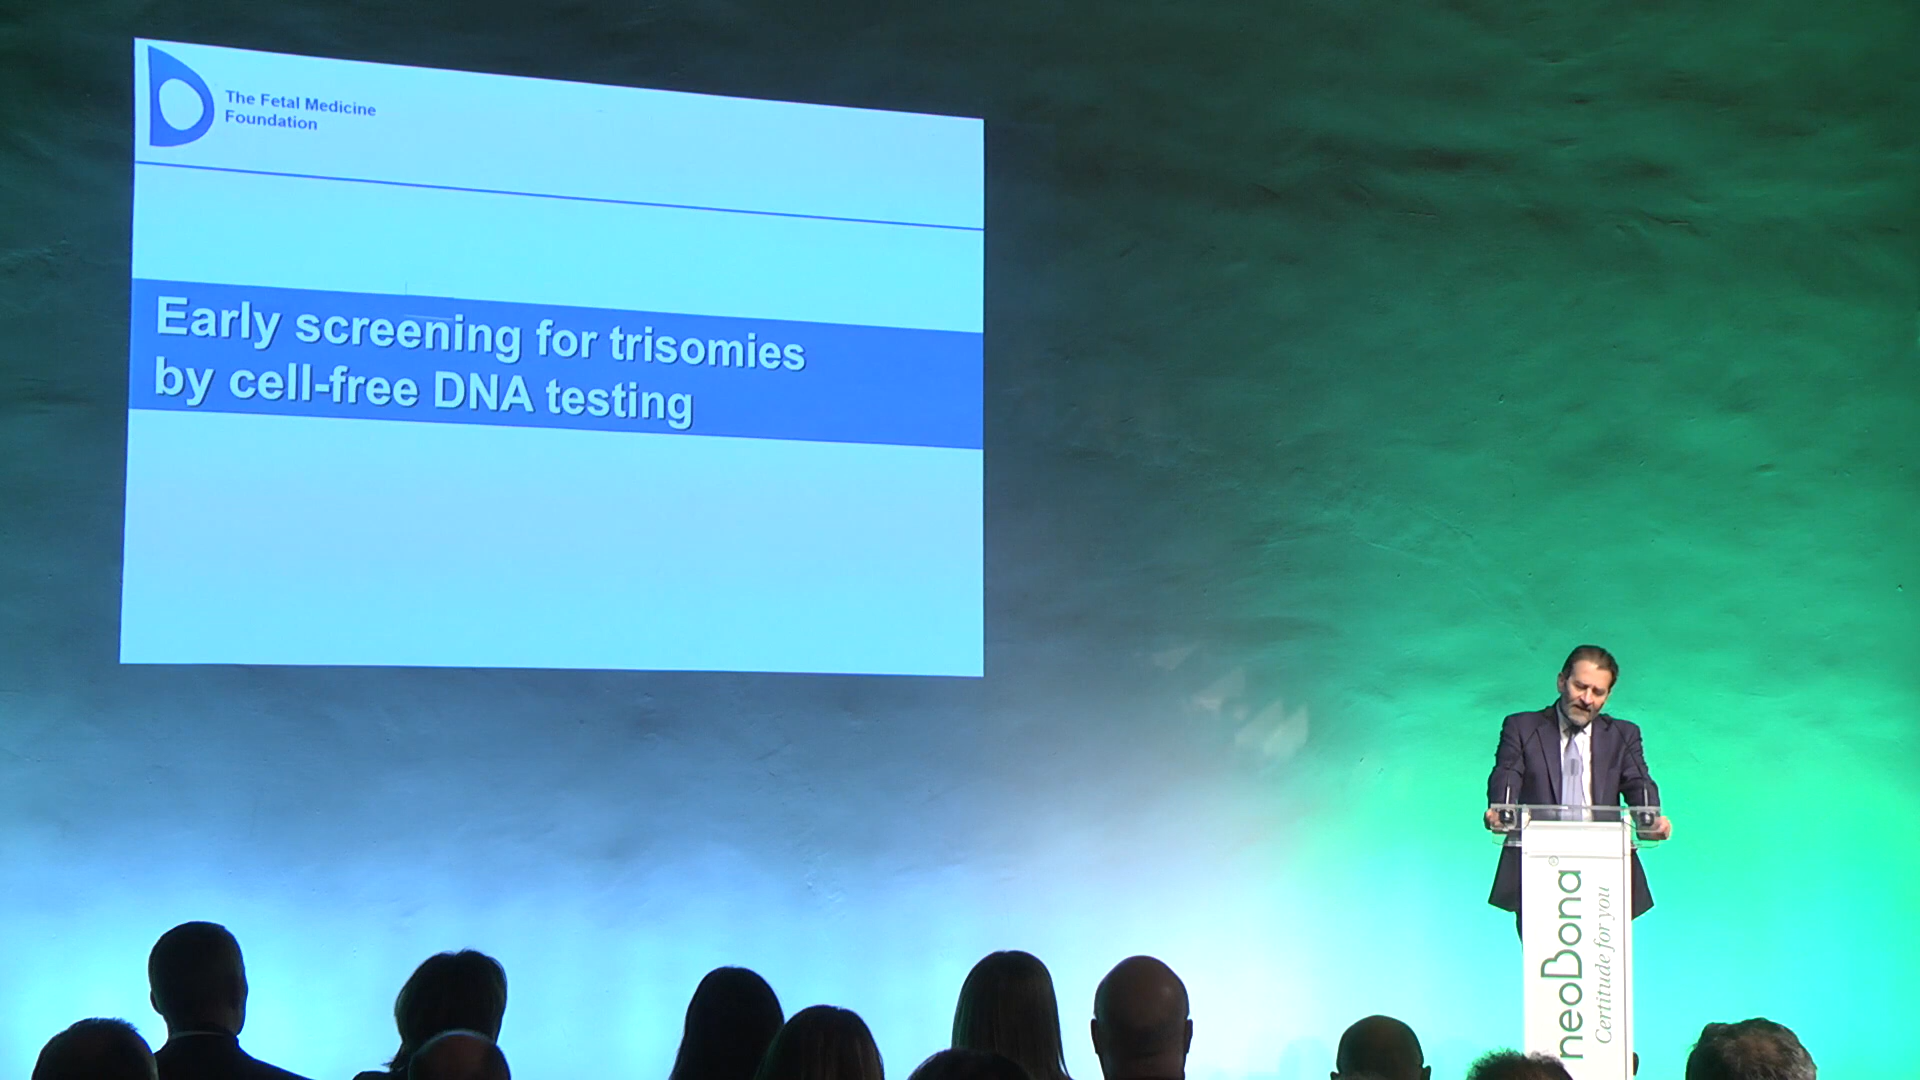 The Fetal Medicine
Foundation
Early screening for trisomies
by cell-free DNA testing
neoBona®
Certitude for you